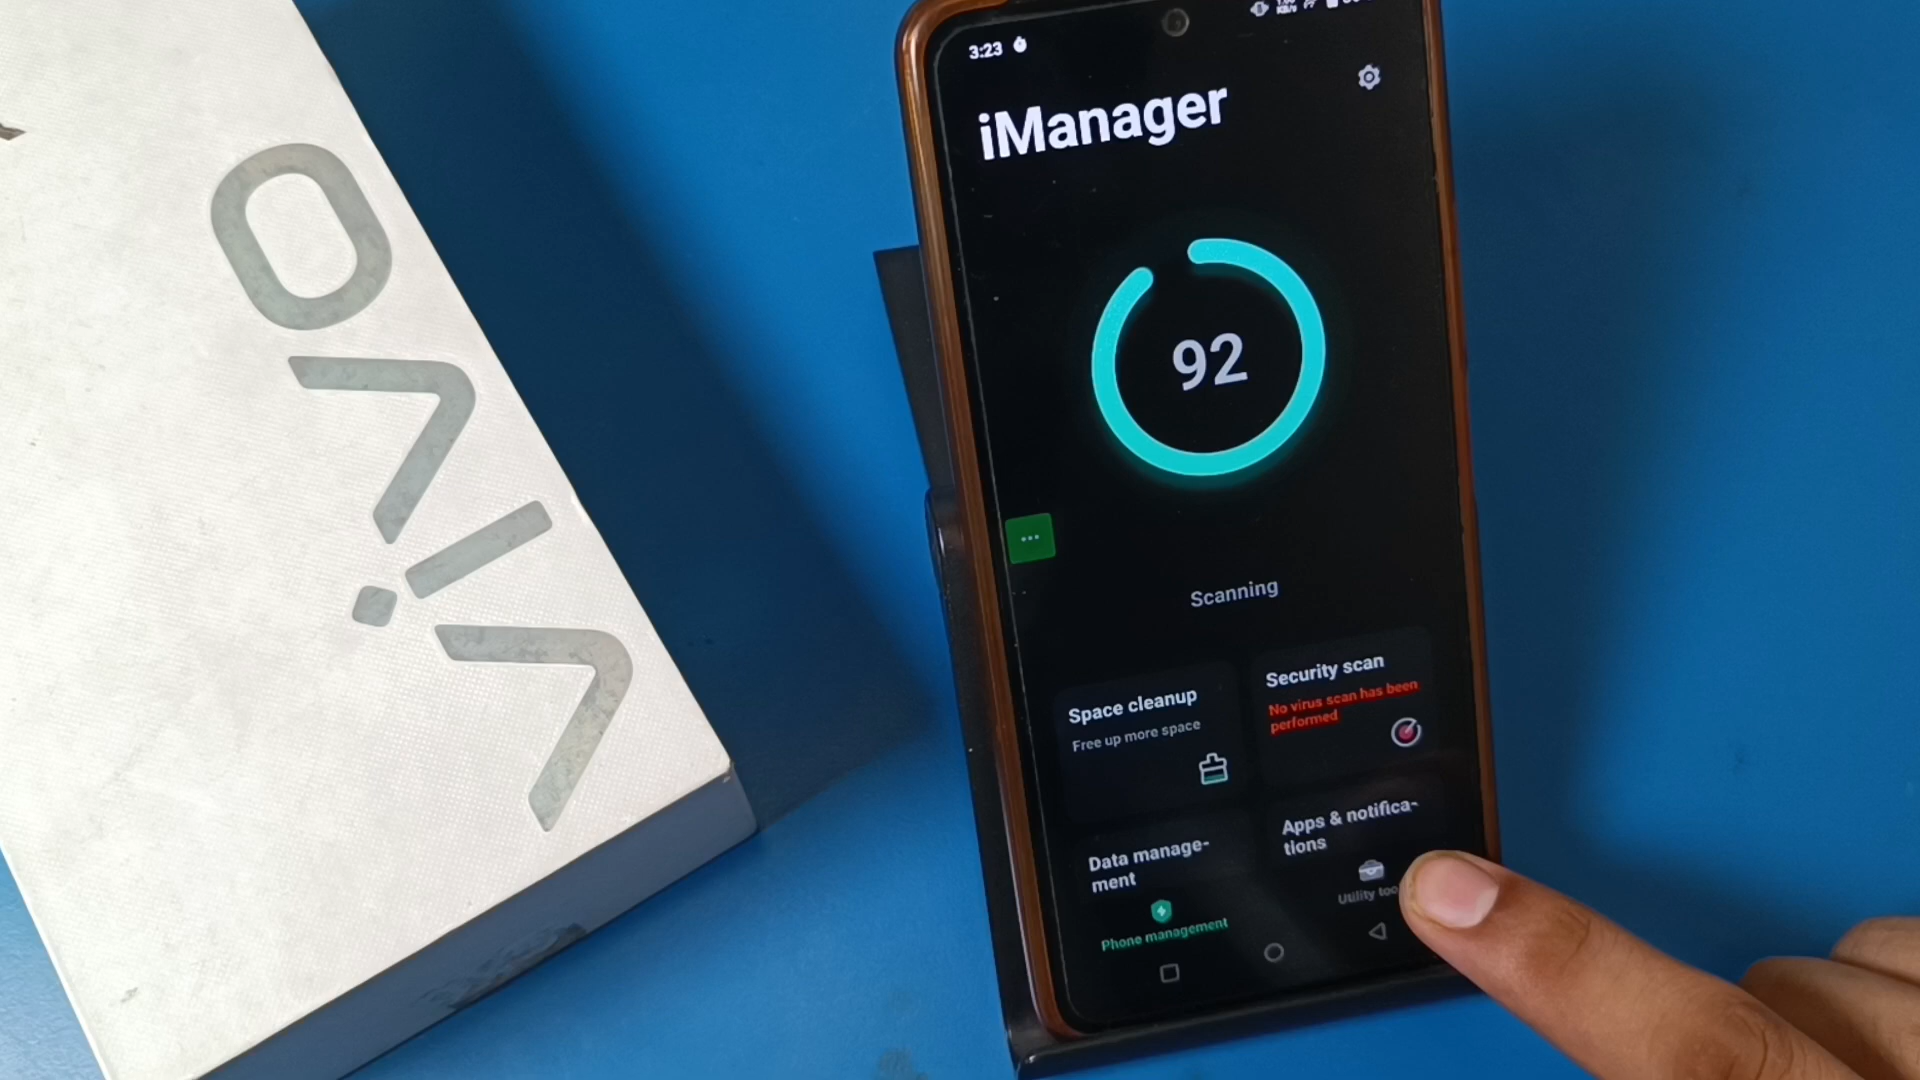 vivo
3:23
iManager
92
Scanning
Space cleanup
Free up more space
Security scan
No virus scan has been
performed
Data manage-
ment
Apps & notifica-
tions
Phone management
Utility